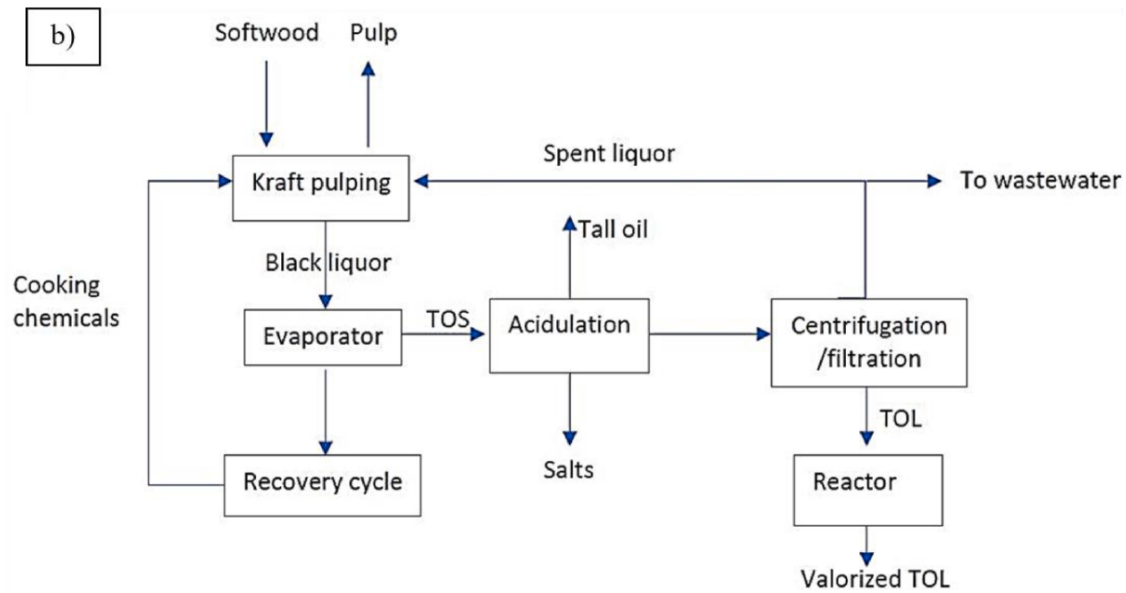 b)
Softwood
Pulp
Spent liquor
Kraft pulping
To wastewater
Tall oil
Black liquor
Cooking
chemicals
TOS
Acidulation
Evaporator
Centrifugation
/filtration
TOL
Salts
Recovery cycle
Reactor
Valorized TOL